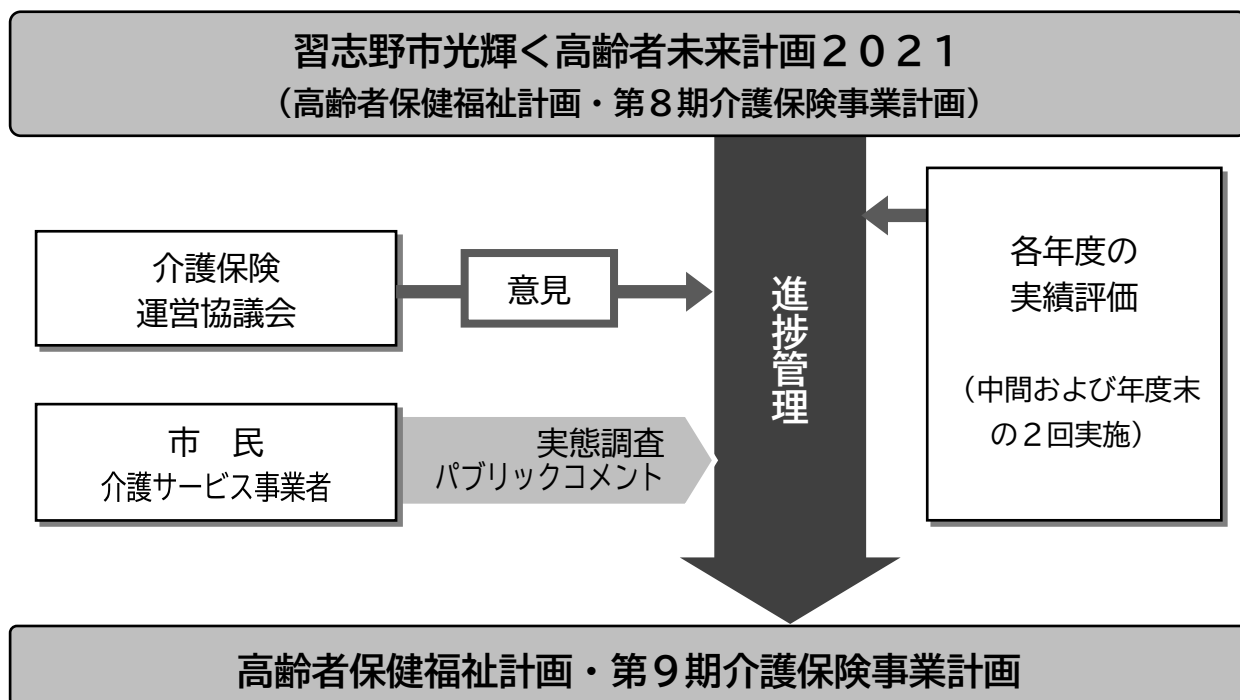 習志野市光輝く高齢者未来計画２０２１
（高齢者保健福祉計画・第８期介護保険事業計画）
介護保険
運営協議会
意見
市　民
介護サービス事業者
実態調査
パブリックコメント
進捗管理
各年度の
実績評価
（中間および年度末
の２回実施）
高齢者保健福祉計画・第９期介護保険事業計画